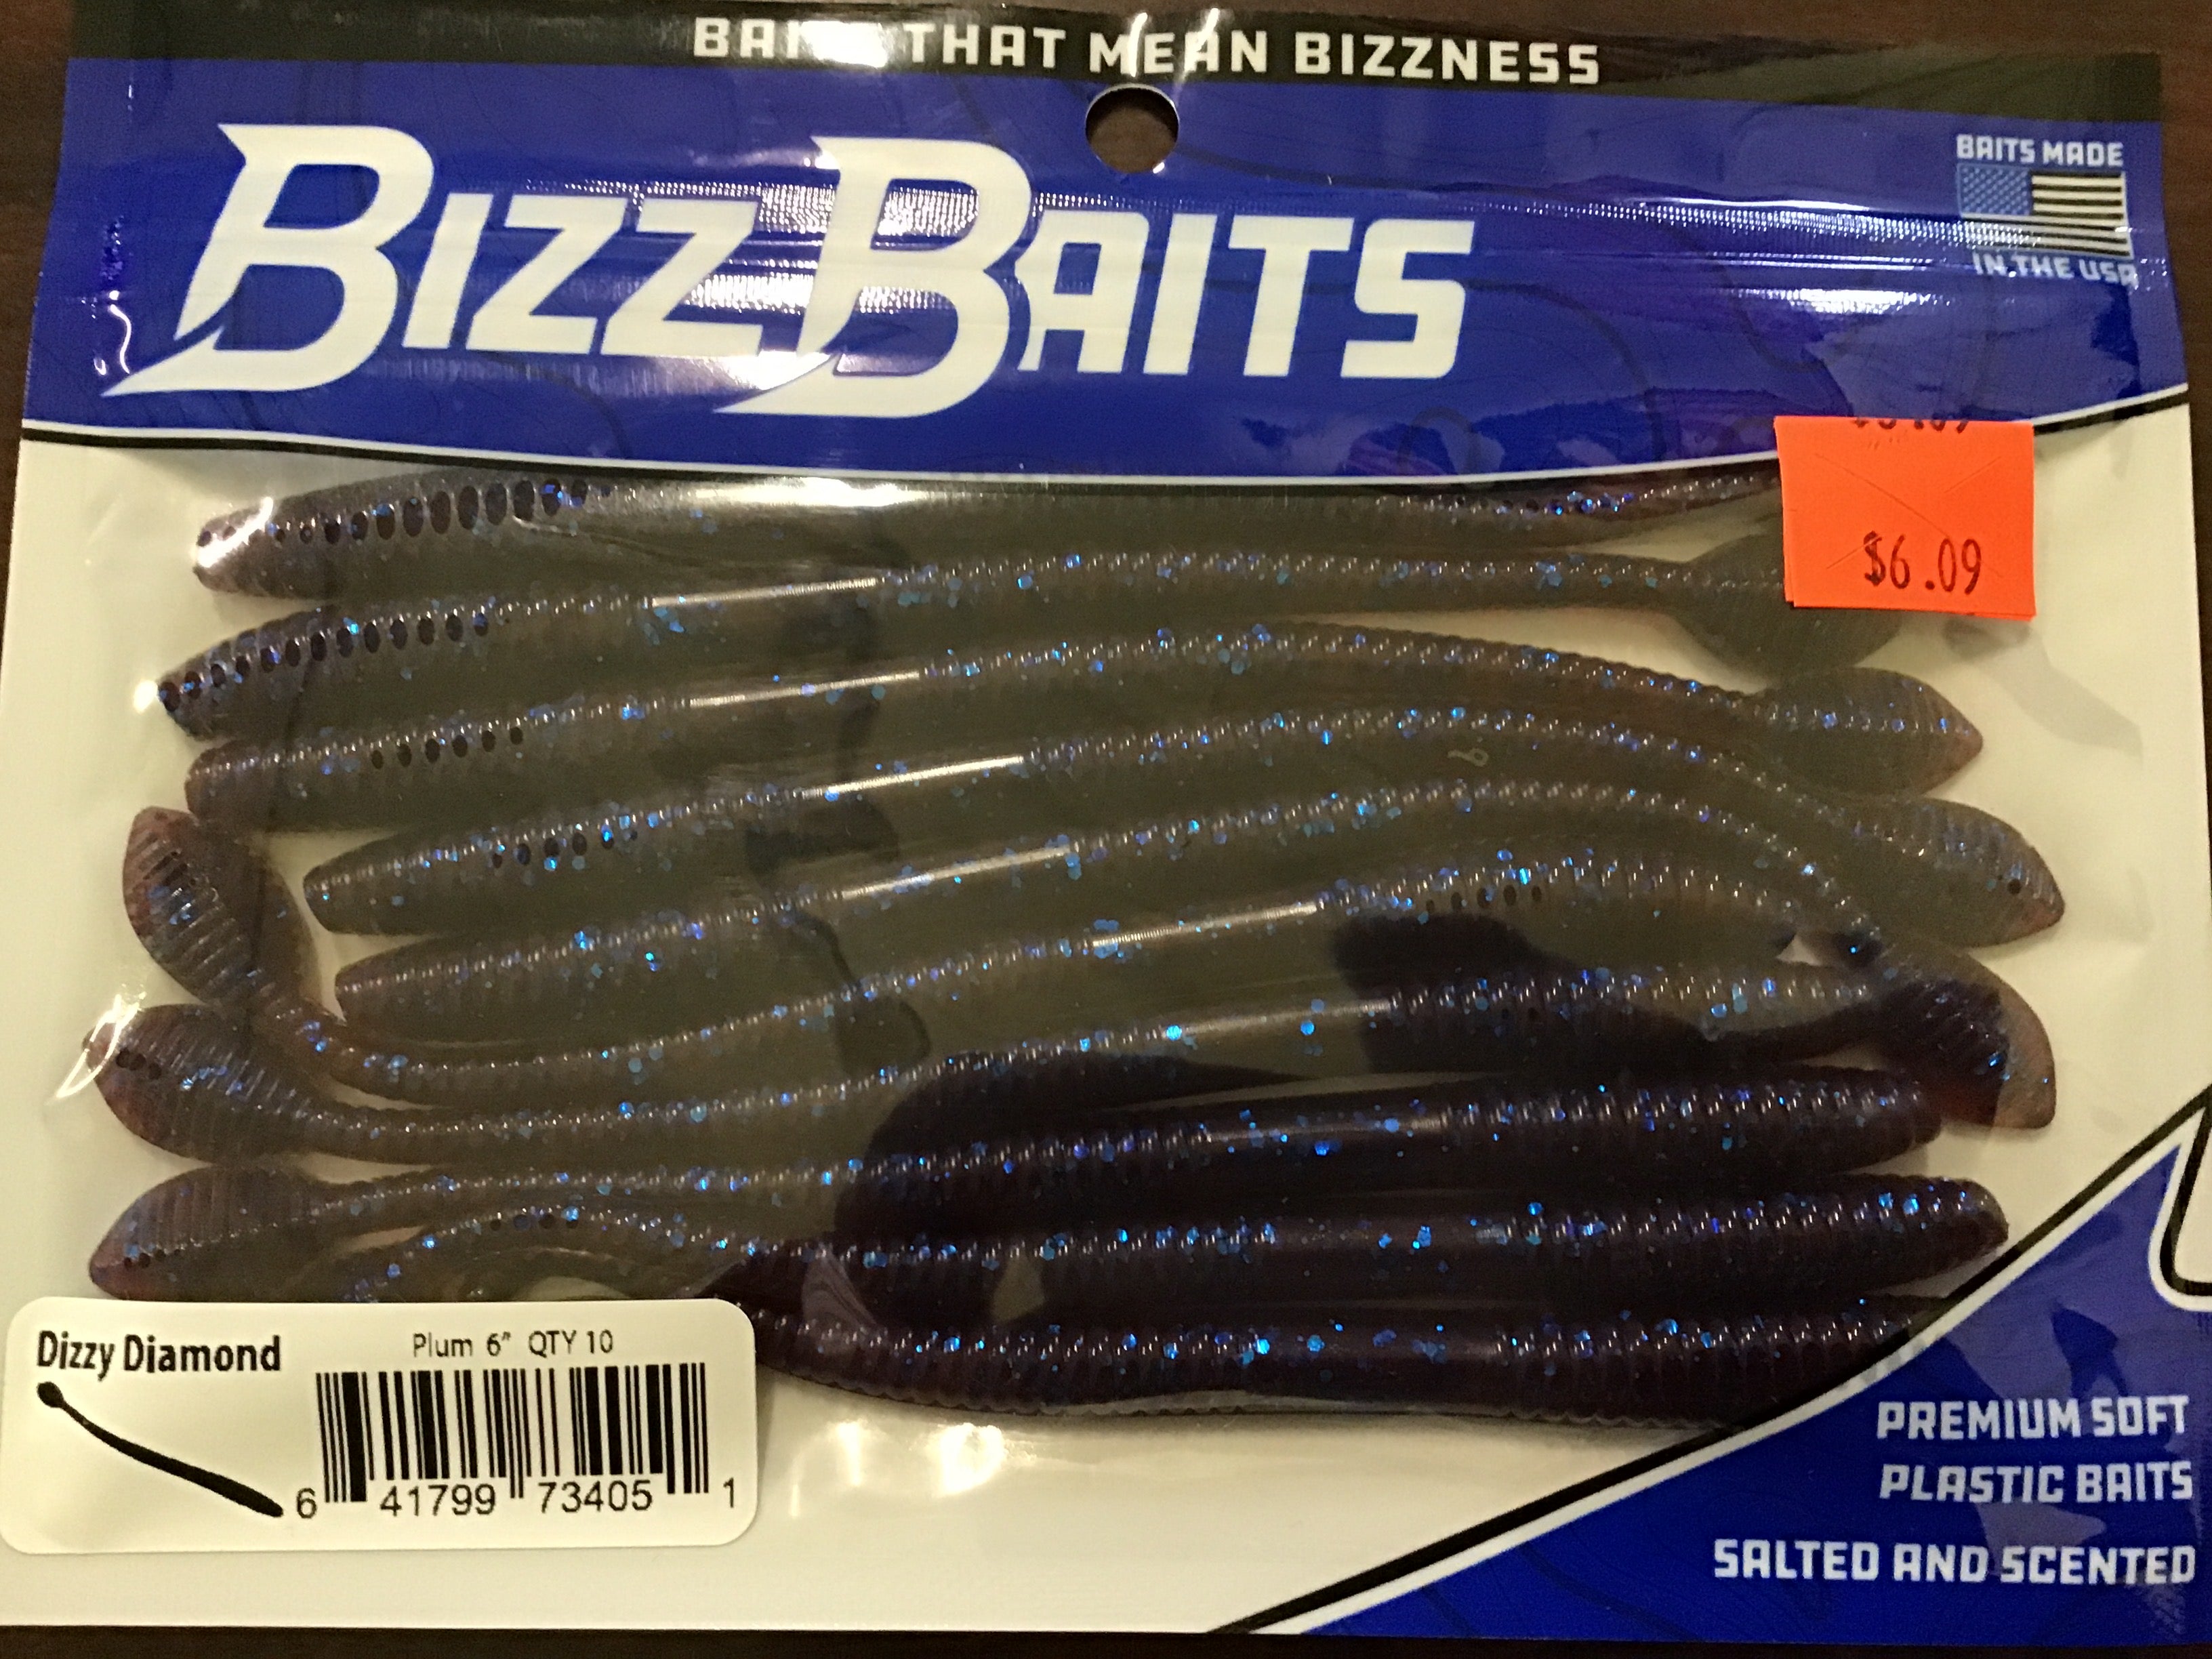 BAITS THAT MEAN BIZZNESS
BIZZ BAITS
BAITS MADE
IN THE USA
$6.09
Dizzy Diamond
Plum 6" QTY 10
6 41799 73405 1
PREMIUM SOFT
PLASTIC BAITS
SALTED AND SCENTED